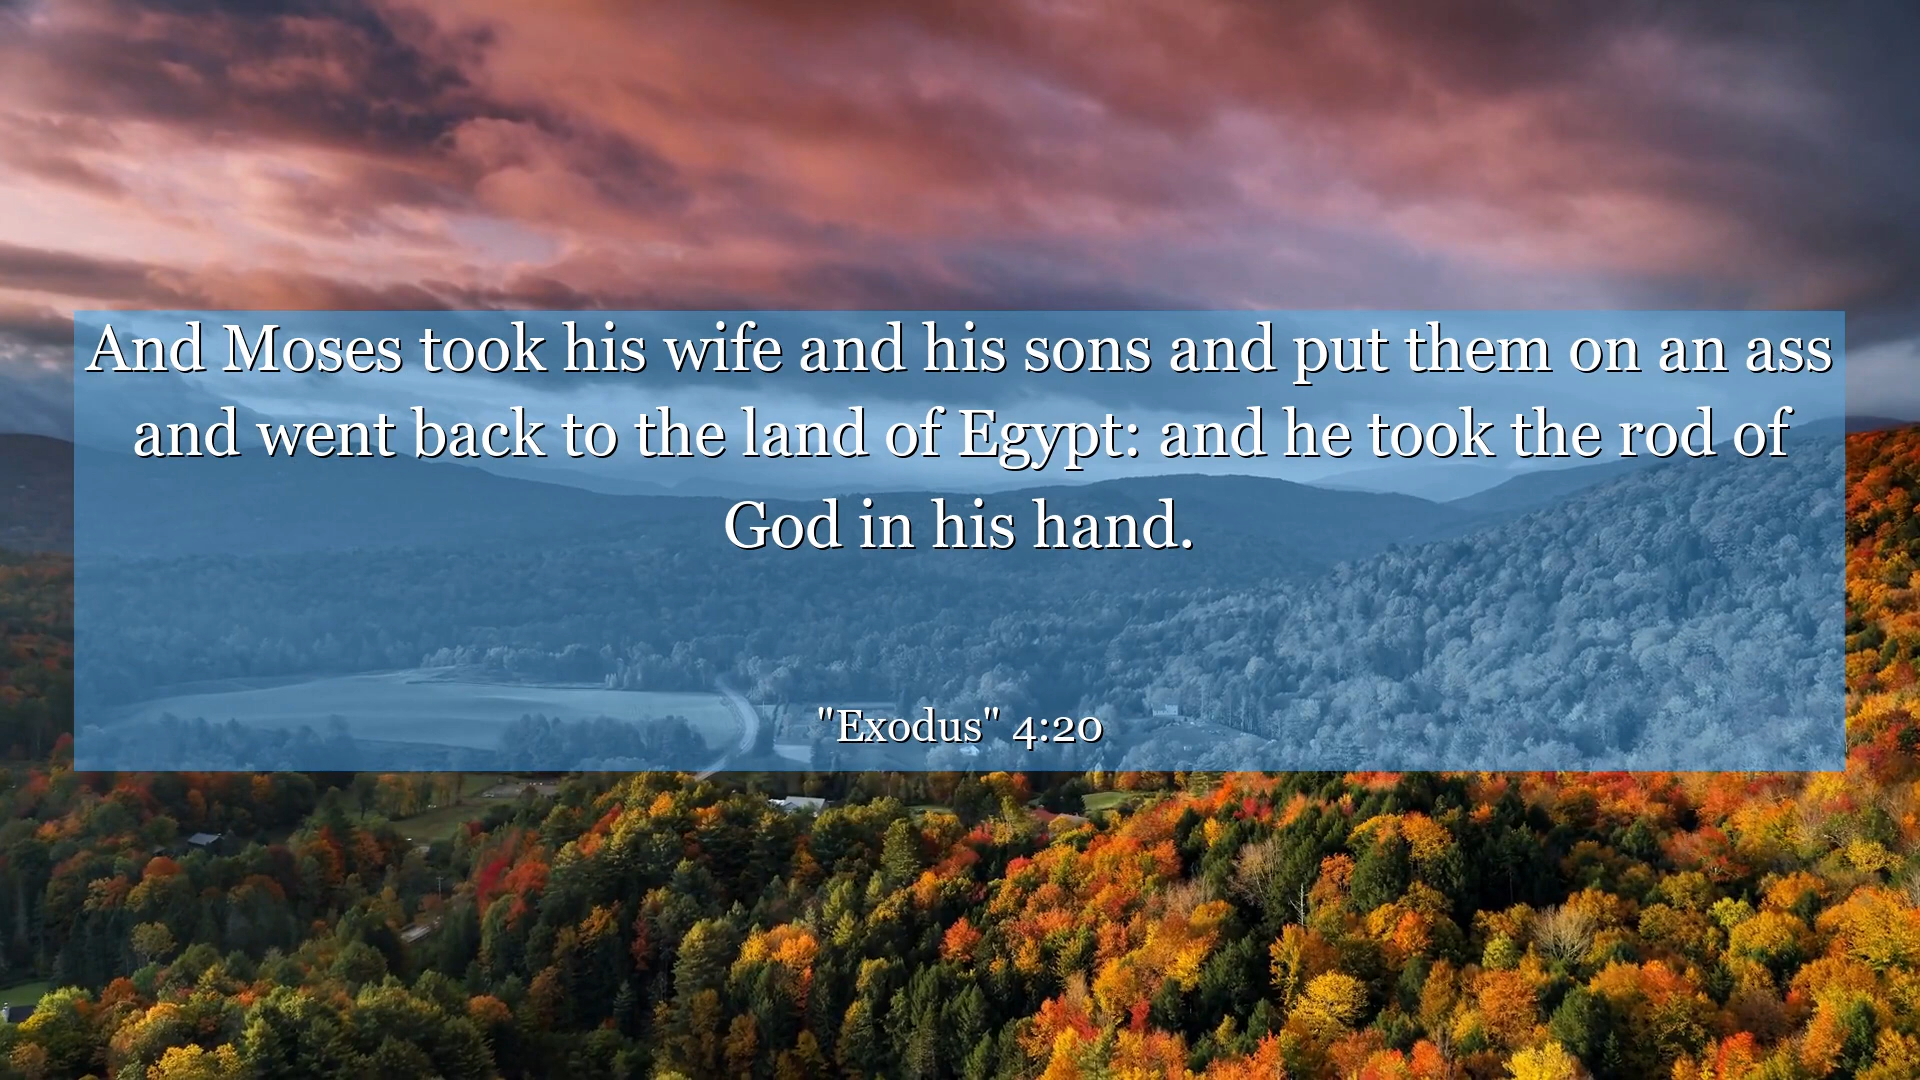 And Moses took his wife and his sons and put them on an ass
and went back to the land of Egypt: and he took the rod of
God in his hand.
"Exodus" 4:20